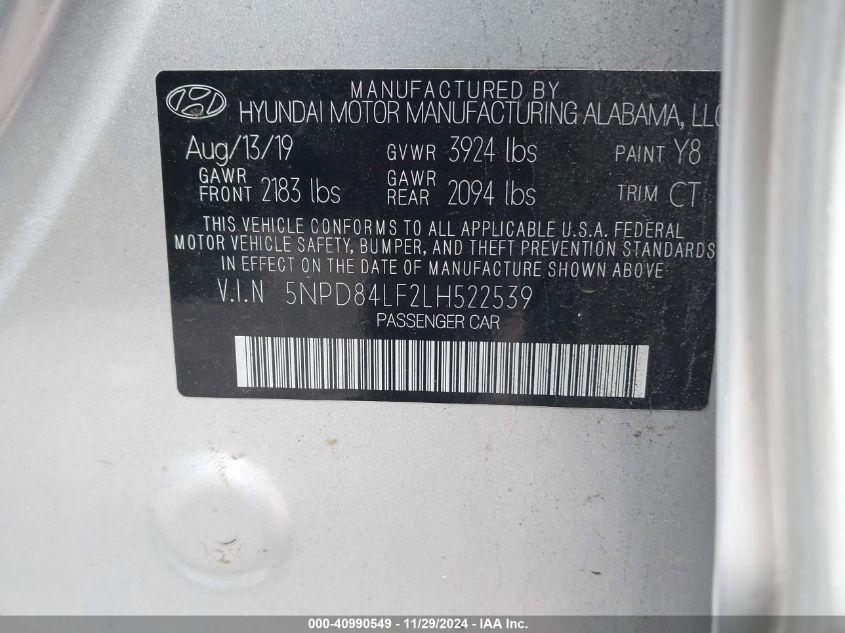 MANUFACTURED BY
HYUNDAI MOTOR MANUFACTURING ALABAMA, LLC
Aug/13/19 GVWR 3924 lbs PAINT Y8
GAWR FRONT 2183 lbs GAWR REAR 2094 lbs TRIM CT
THIS VEHICLE CONFORMS TO ALL APPLICABLE U.S.A. FEDERAL
MOTOR VEHICLE SAFETY, BUMPER, AND THEFT PREVENTION STANDARDS
IN EFFECT ON THE DATE OF MANUFACTURE SHOWN ABOVE
V.I.N 5NPD84LF2LH522539
PASSENGER CAR
000-40990549 - 11/29/2024 - IAA Inc.